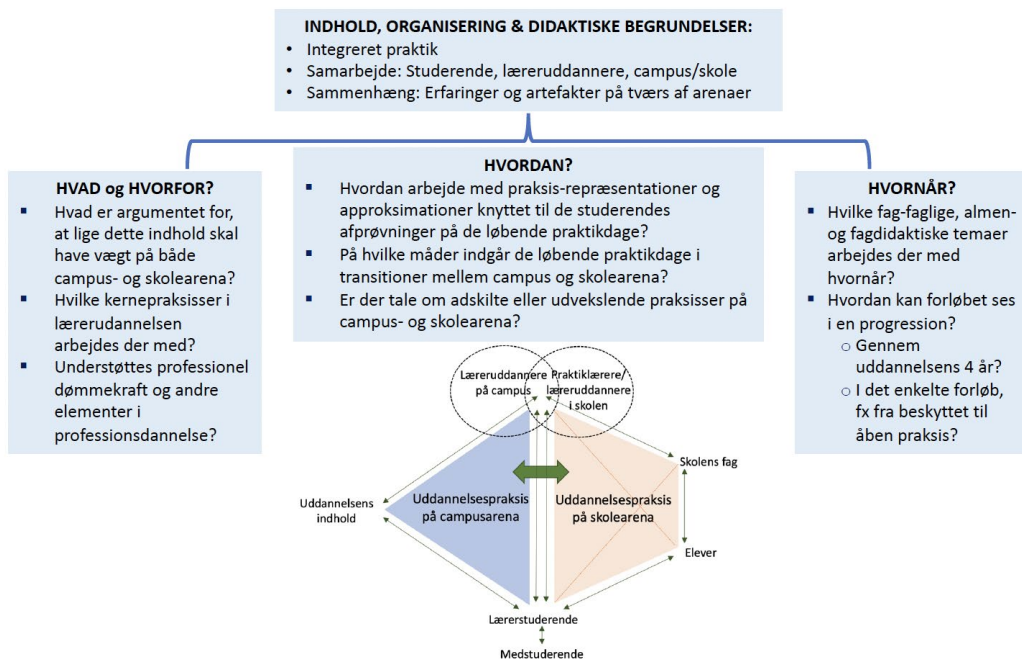 INDHOLD, ORGANISERING & DIDAKTISKE BEGRUNDELSER:
• Integreret praktik
• Samarbejde: Studerende, læreruddannere, campus/skole
• Sammenhæng: Erfaringer og artefakter på tværs af arenaer
HVAD og HVORFOR?
▪ Hvad er argumentet for,
at lige dette indhold skal
have vægt på både
campus- og skolearena?
▪ Hvilke kernepraksisser i
lærerudannelsen
arbejdes der med?
▪ Understøttes professionel
dømmekraft og andre
elementer i
professionsdannelse?
HVORDAN?
▪ Hvordan arbejde med praksis-repræsentationer og
approksimationer knyttet til de studerendes
afprøvninger på de løbende praktikdage?
▪ På hvilke måder indgår de løbende praktikdage i
transitioner mellem campus og skolearena?
▪ Er der tale om adskilte eller udvekslende praksisser på
campus- og skolearena?
HVORNÅR?
▪ Hvilke fag-faglige, almen-
og fagdidaktiske temaer
arbejdes der med
hvornår?
▪ Hvordan kan forløbet ses
i en progression?
o Gennem
uddannelsens 4 år?
o I det enkelte forløb,
fx fra beskyttet til
åben praksis?
Læreruddannere
på campus
Praktiklærere/
læreruddannere
i skolen
Skolens fag
Uddannelsens
indhold
Uddannelsespraksis
på campusarena
Uddannelsespraksis
på skolearena
Elever
Lærerstuderende
Medstuderende